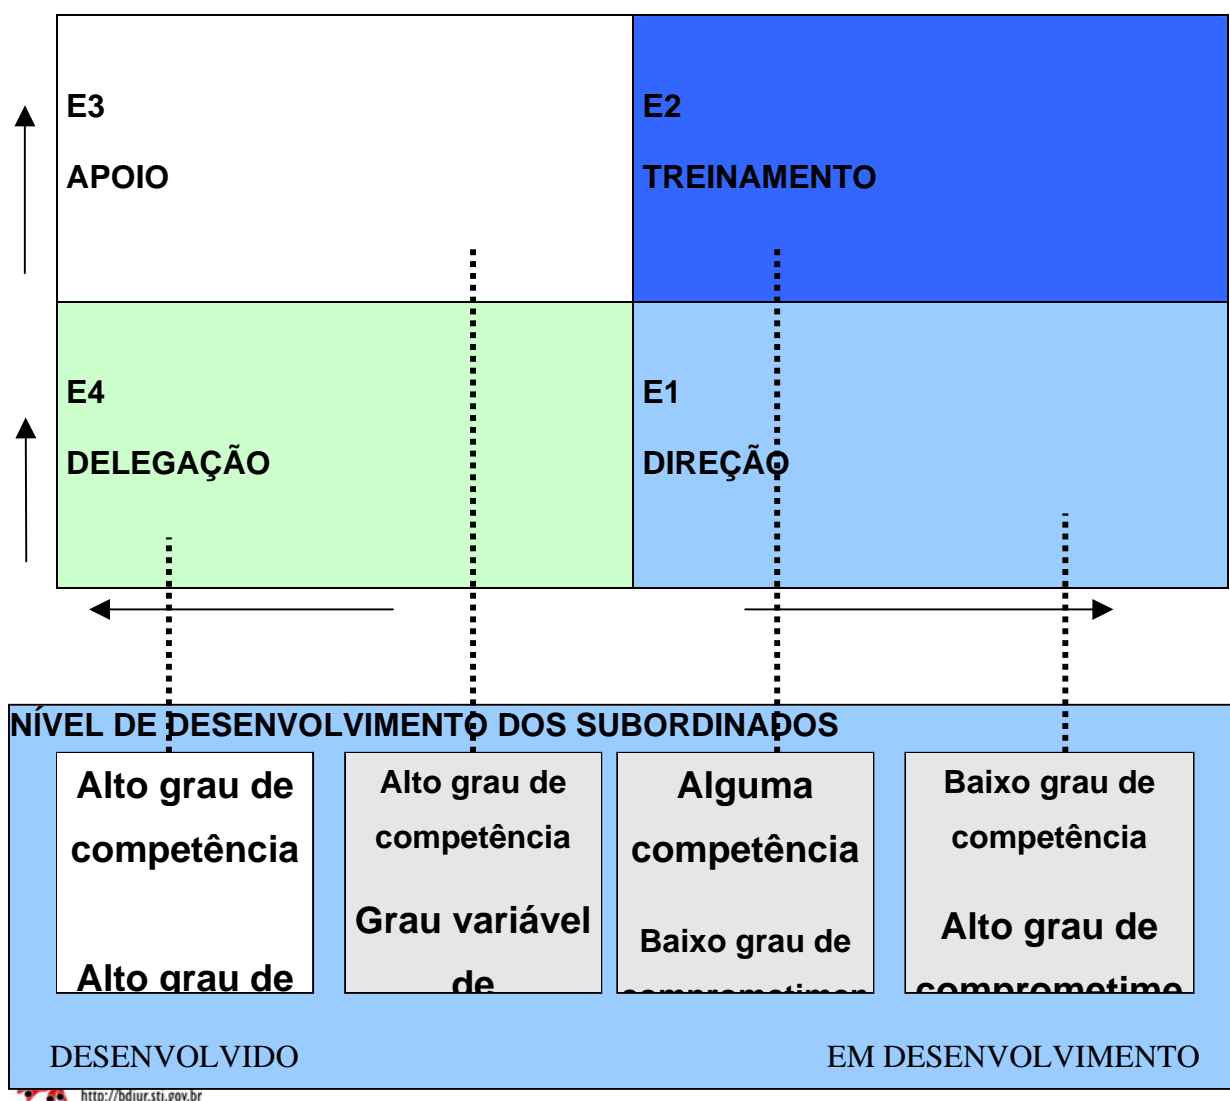 E3
APOIO
E2
TREINAMENTO
E4
DELEGAÇÃO
E1
DIREÇÃO
NÍVEL DE DESENVOLVIMENTO DOS SUBORDINADOS
Alto grau de
competência
Alto grau de
Alto grau de
competência
Grau variável
de
Alguma
competência
Baixo grau de
comprometimen
Baixo grau de
competência
Alto grau de
comprometime
DESENVOLVIDO
EM DESENVOLVIMENTO
http://bdjur.stj.gov.br